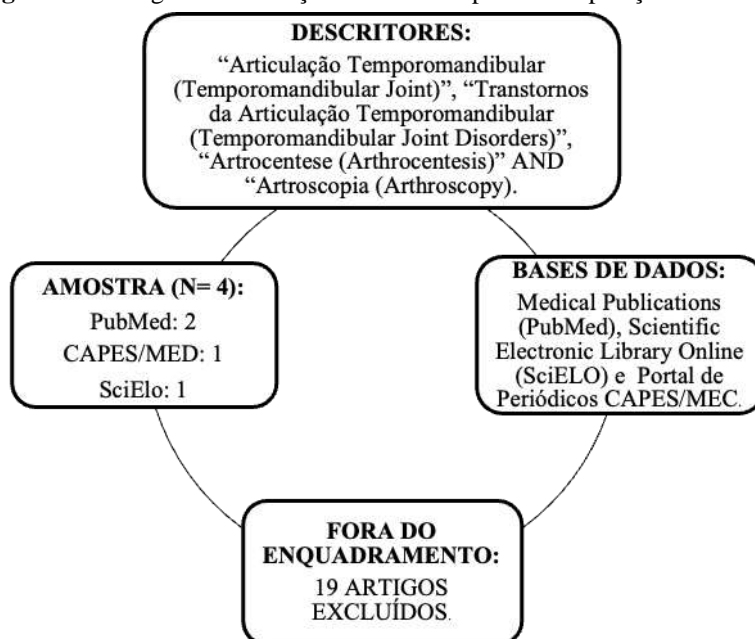 DESCRITORES:
“Articulação Temporomandibular
(Temporomandibular Joint)”, “Transtornos
da Articulação Temporomandibular
(Temporomandibular Joint Disorders)”,
“Artrocentese (Arthrocentesis)” AND
“Artroscopia (Arthroscopy).
AMOSTRA (N= 4):
PubMed: 2
CAPES/MED: 1
SciElo: 1
BASES DE DADOS:
Medical Publications
(PubMed), Scientific
Electronic Library Online
(SciELO) e Portal de
Periódicos CAPES/MEC.
FORA DO
ENQUADRAMENTO:
19 ARTIGOS
EXCLUÍDOS.